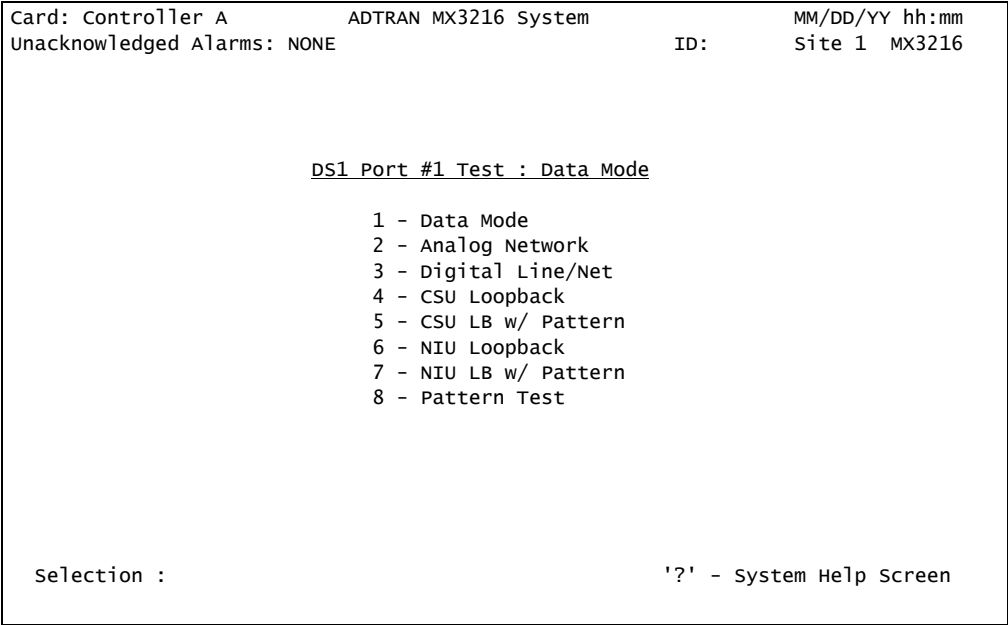 Card: Controller A ADTRAN MX3216 System MM/DD/YY hh:mm
Unacknowledged Alarms: NONE ID: Site 1 MX3216
DS1 Port #1 Test : Data Mode
1 – Data Mode
2 – Analog Network
3 – Digital Line/Net
4 – CSU Loopback
5 – CSU LB w/ Pattern
6 – NIU Loopback
7 – NIU LB w/ Pattern
8 – Pattern Test
Selection : '?' – System Help Screen